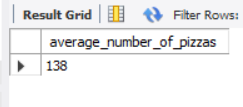 Result Grid Filter Rows:
average_number_of_pizzas
138